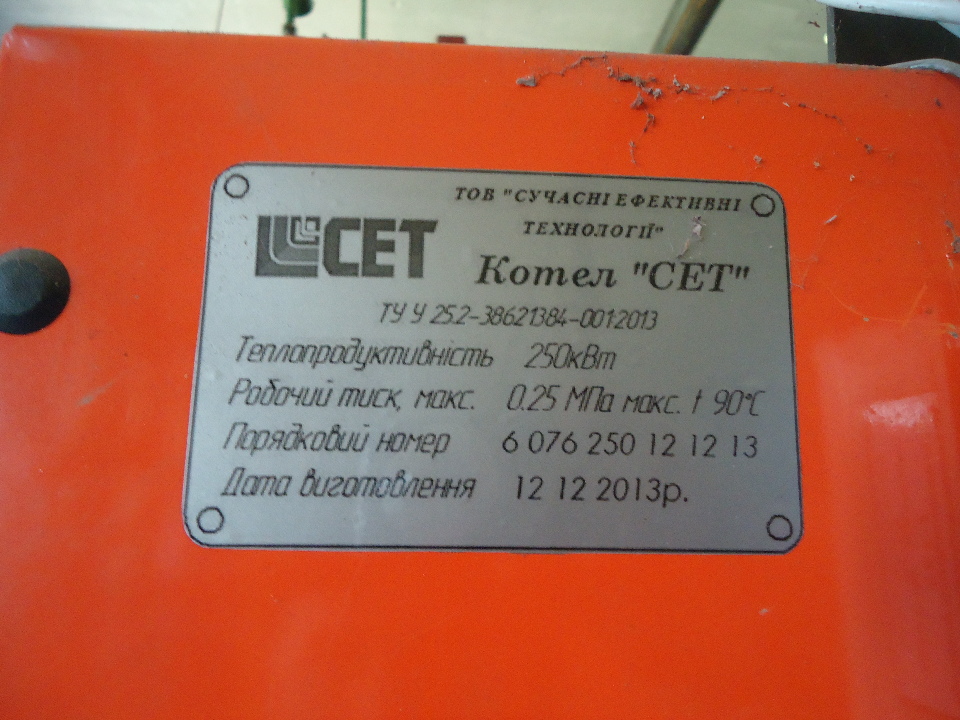 ТОВ "СУЧАСНІ ЕФЕКТИВНІ
ТЕХНОЛОГІЇ"
СЕТ
Котел "СЕТ"
ТУ У 25.2-38621384-001:2013
Теплопродуктивність 250кВт
Робочий тиск, макс. 0.25 МПа макс. t 90°C
Порядковий номер 6 076 250 12 12 13
Дата виготовлення 12 12 2013р.